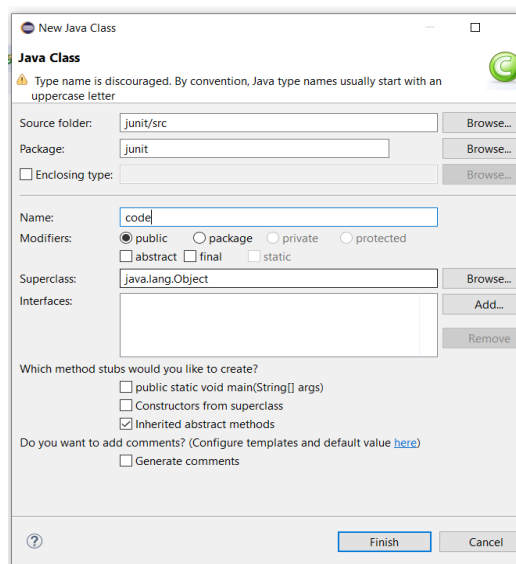 New Java Class
Java Class
Type name is discouraged. By convention, Java type names usually start with an
uppercase letter
Source folder: junit/src Browse...
Package: junit Browse...
Enclosing type: Browse...
Name: code
Modifiers: public package private protected
abstract final static
Superclass: java.lang.Object Browse...
Interfaces: Add...
Remove
Which method stubs would you like to create?
public static void main(String[] args)
Constructors from superclass
Inherited abstract methods
Do you want to add comments? (Configure templates and default value here)
Generate comments
? Finish Cancel